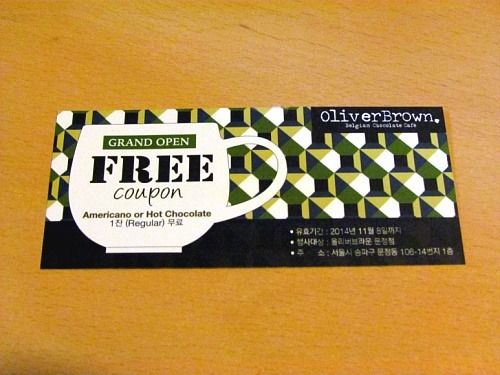 OliverBrown.
Belgian Chocolate Cafe
GRAND OPEN
FREE
coupon
Americano or Hot Chocolate
1잔 (Regular) 무료
• 유효기간 : 2014년 11월 8일까지
• 행사대상 : 올리버브라운 문정점
• 주 소 : 서울시 송파구 문정동 106-14번지 1층